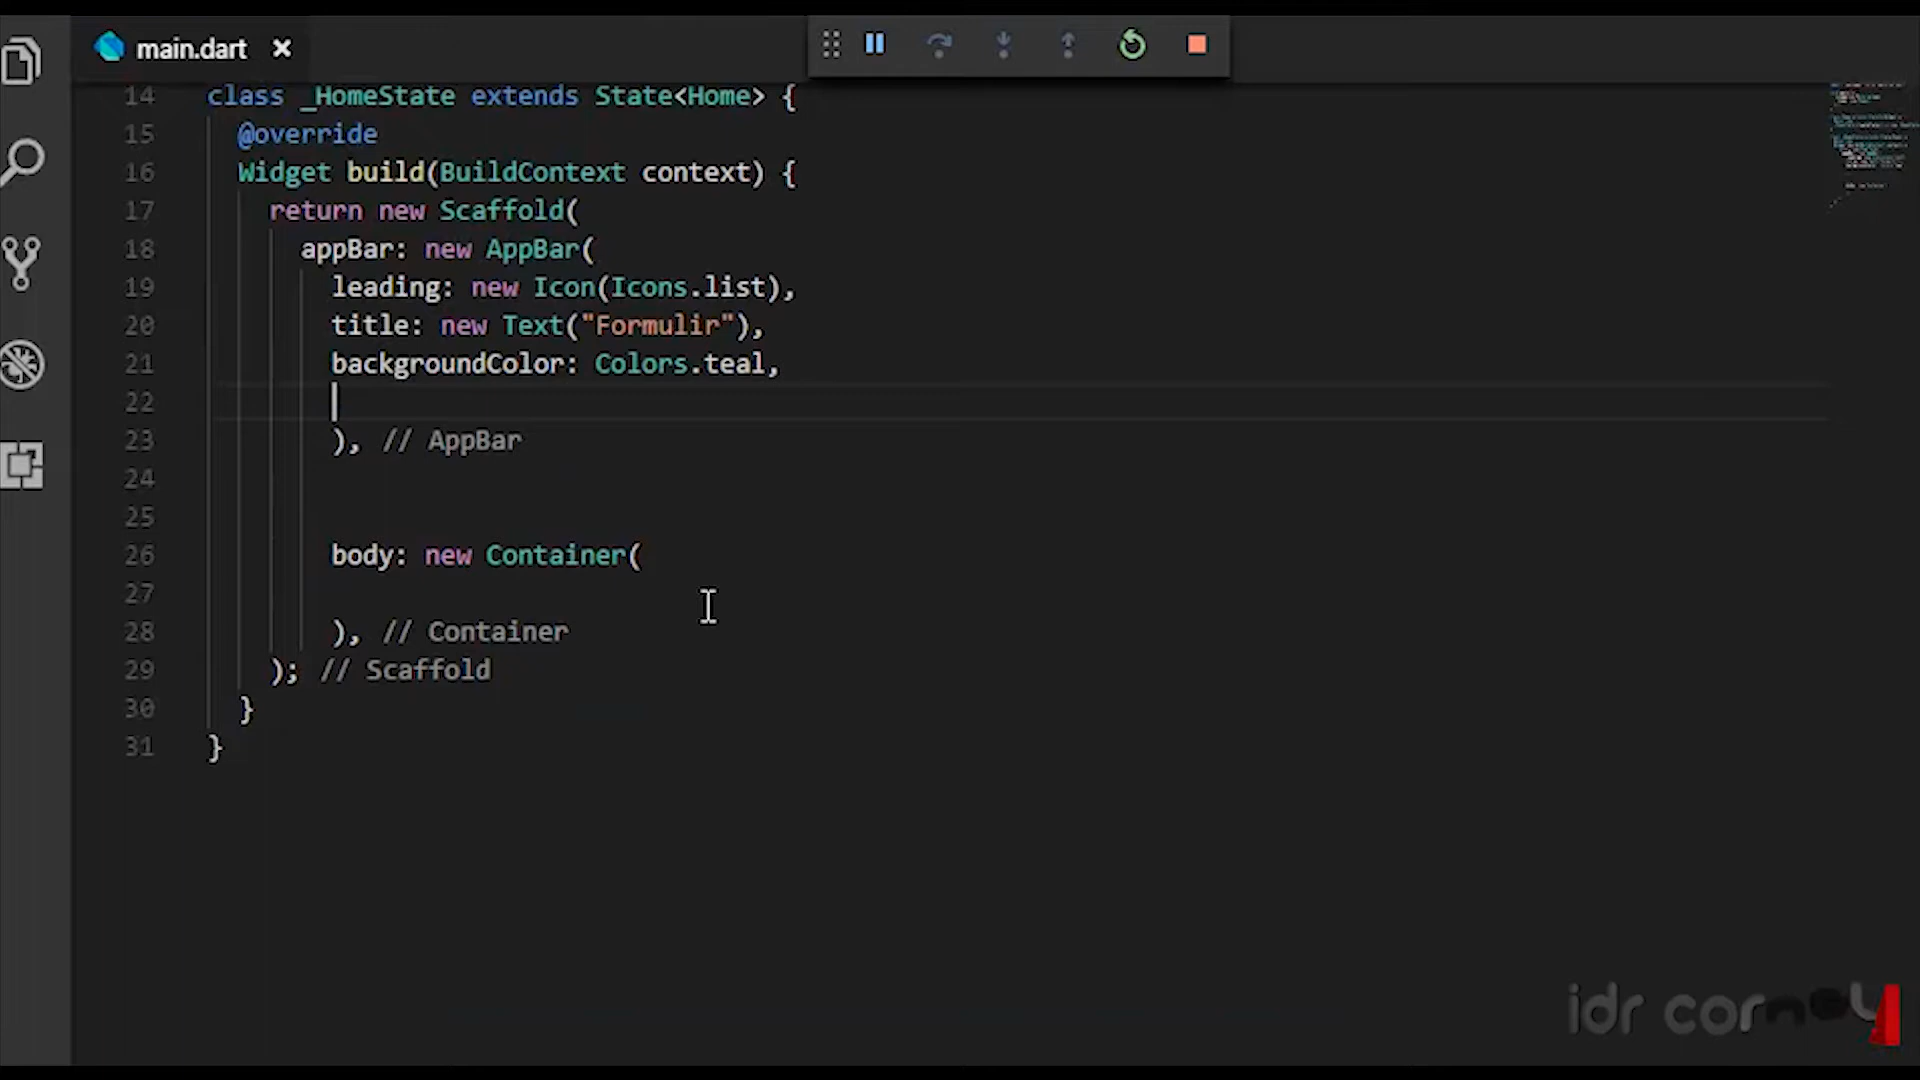 main.dart
14 class _HomeState extends State<Home> {
15 @override
16 Widget build(BuildContext context) {
17 return new Scaffold(
18 appBar: new AppBar(
19 leading: new Icon(Icons.list),
20 title: new Text("Formulir"),
21 backgroundColor: Colors.teal,
22
23 ), // AppBar
24
25
26 body: new Container(
27
28 ), // Container
29 ); // Scaffold
30 }
31 }
idr corner